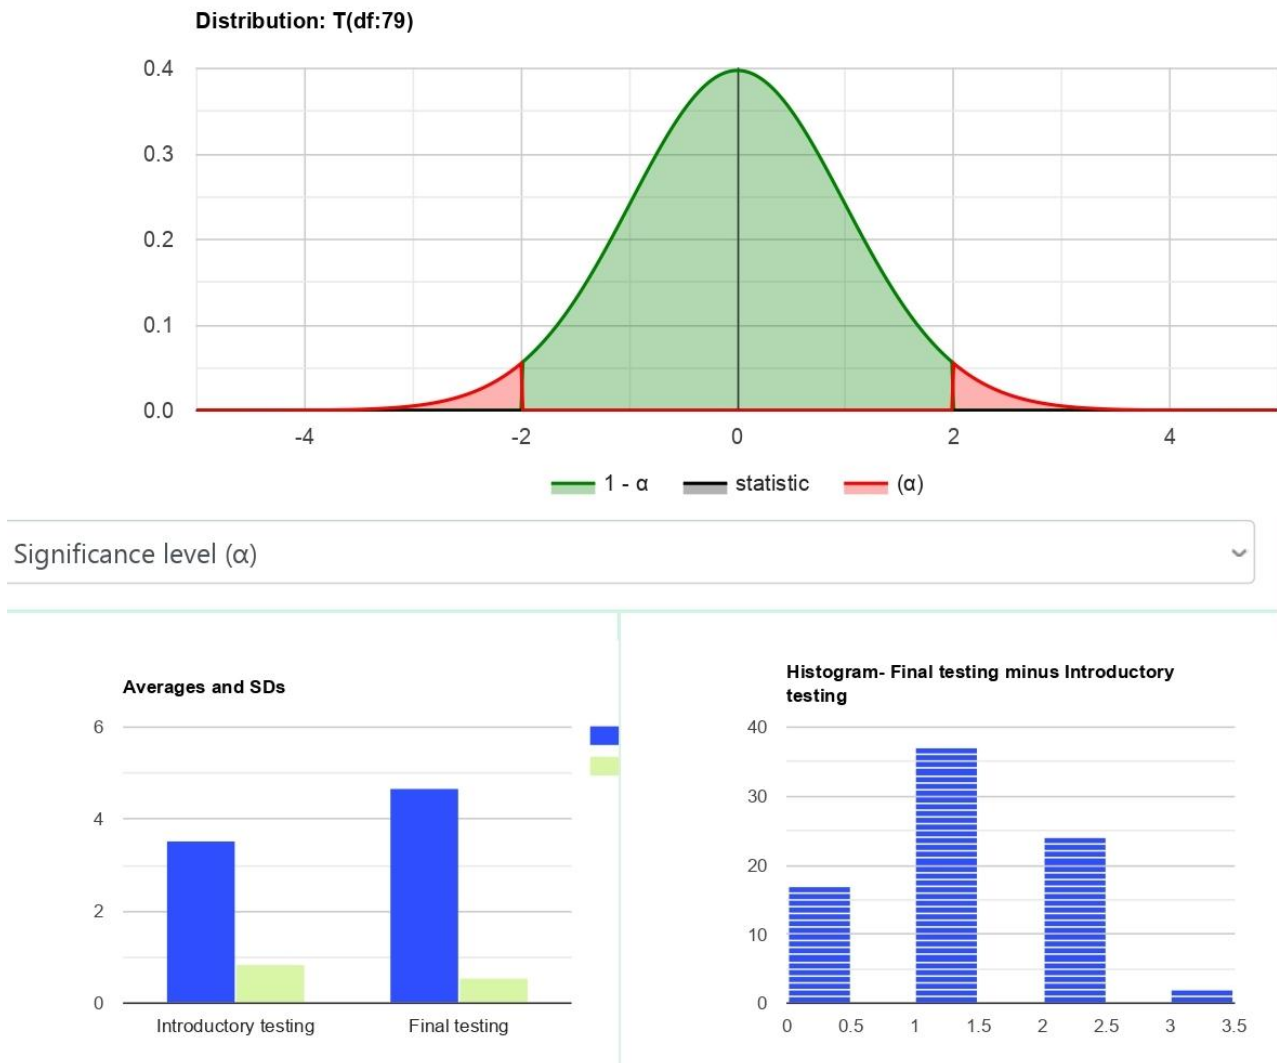 Distribution: T(df:79)
0.4
0.3
0.2
0.1
0.0
-4 -2 0 2 4
1 - α statistic (α)
Significance level (α)
Averages and SDs
6
4
2
0
Introductory testing Final testing
Histogram- Final testing minus Introductory
testing
40
30
20
10
0
0 0.5 1 1.5 2 2.5 3 3.5